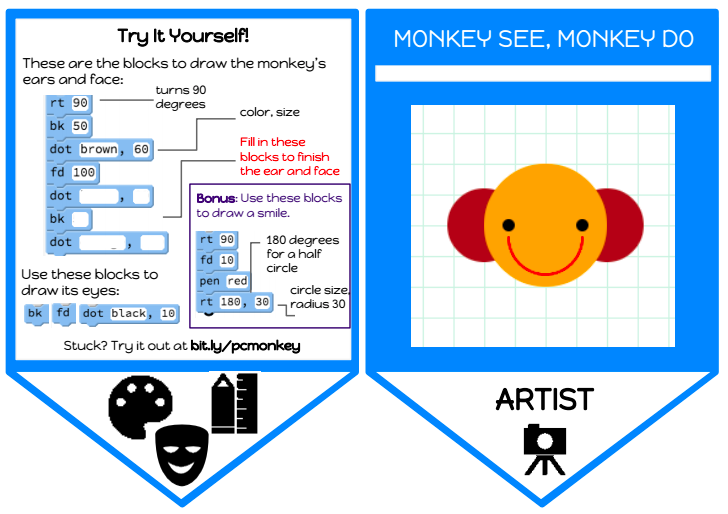 Try It Yourself!
These are the blocks to draw the monkey's
ears and face:
rt 90
turns 90
degrees
bk 50
color, size
dot brown, 60
Fill in these
blocks to finish
the ear and face
fd 100
dot ,
bk
dot _ ,
Bonus: Use these blocks
to draw a smile.
rt 90
180 degrees
for a half
circle
fd 10
pen red
circle size,
radius 30
rt 180, 30
Use these blocks to
draw its eyes:
bk fd dot black, 10
Stuck? Try it out at bit.ly/pcmonkey
MONKEY SEE, MONKEY DO
ARTIST